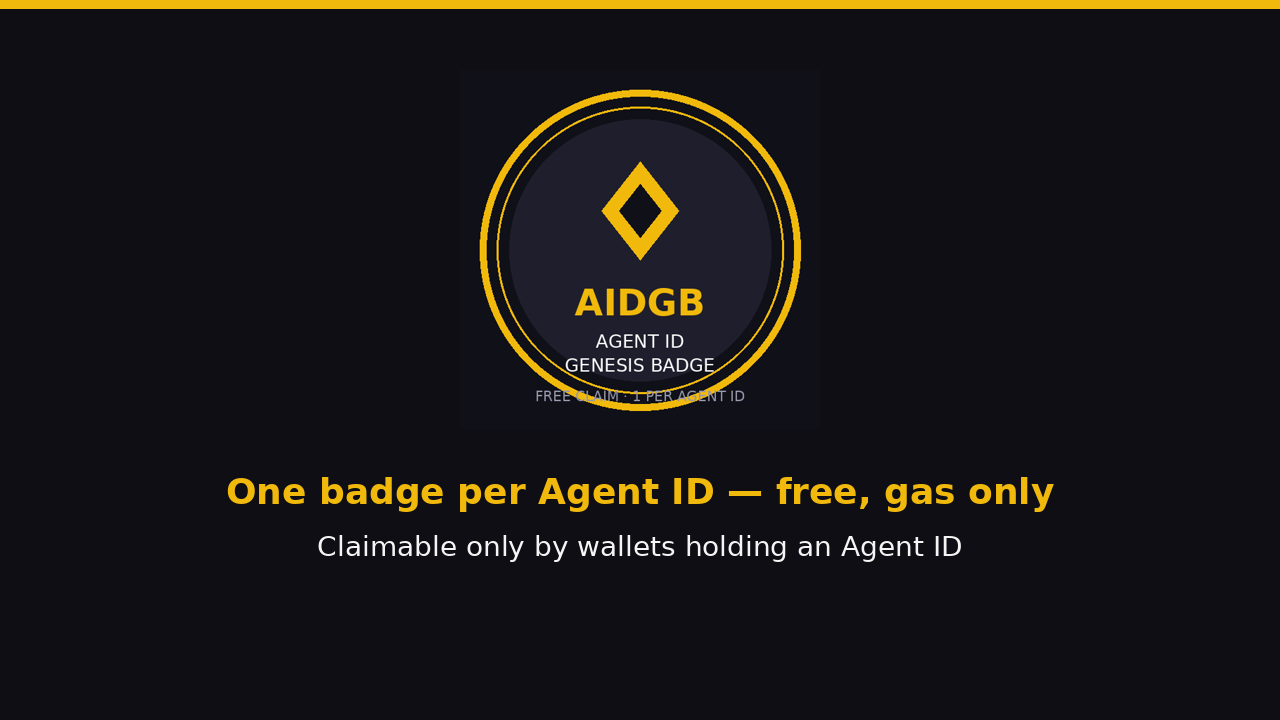 AIDGB
AGENT ID
GENESIS BADGE
FREE CLAIM · 1 PER AGENT ID
One badge per Agent ID — free, gas only
Claimable only by wallets holding an Agent ID